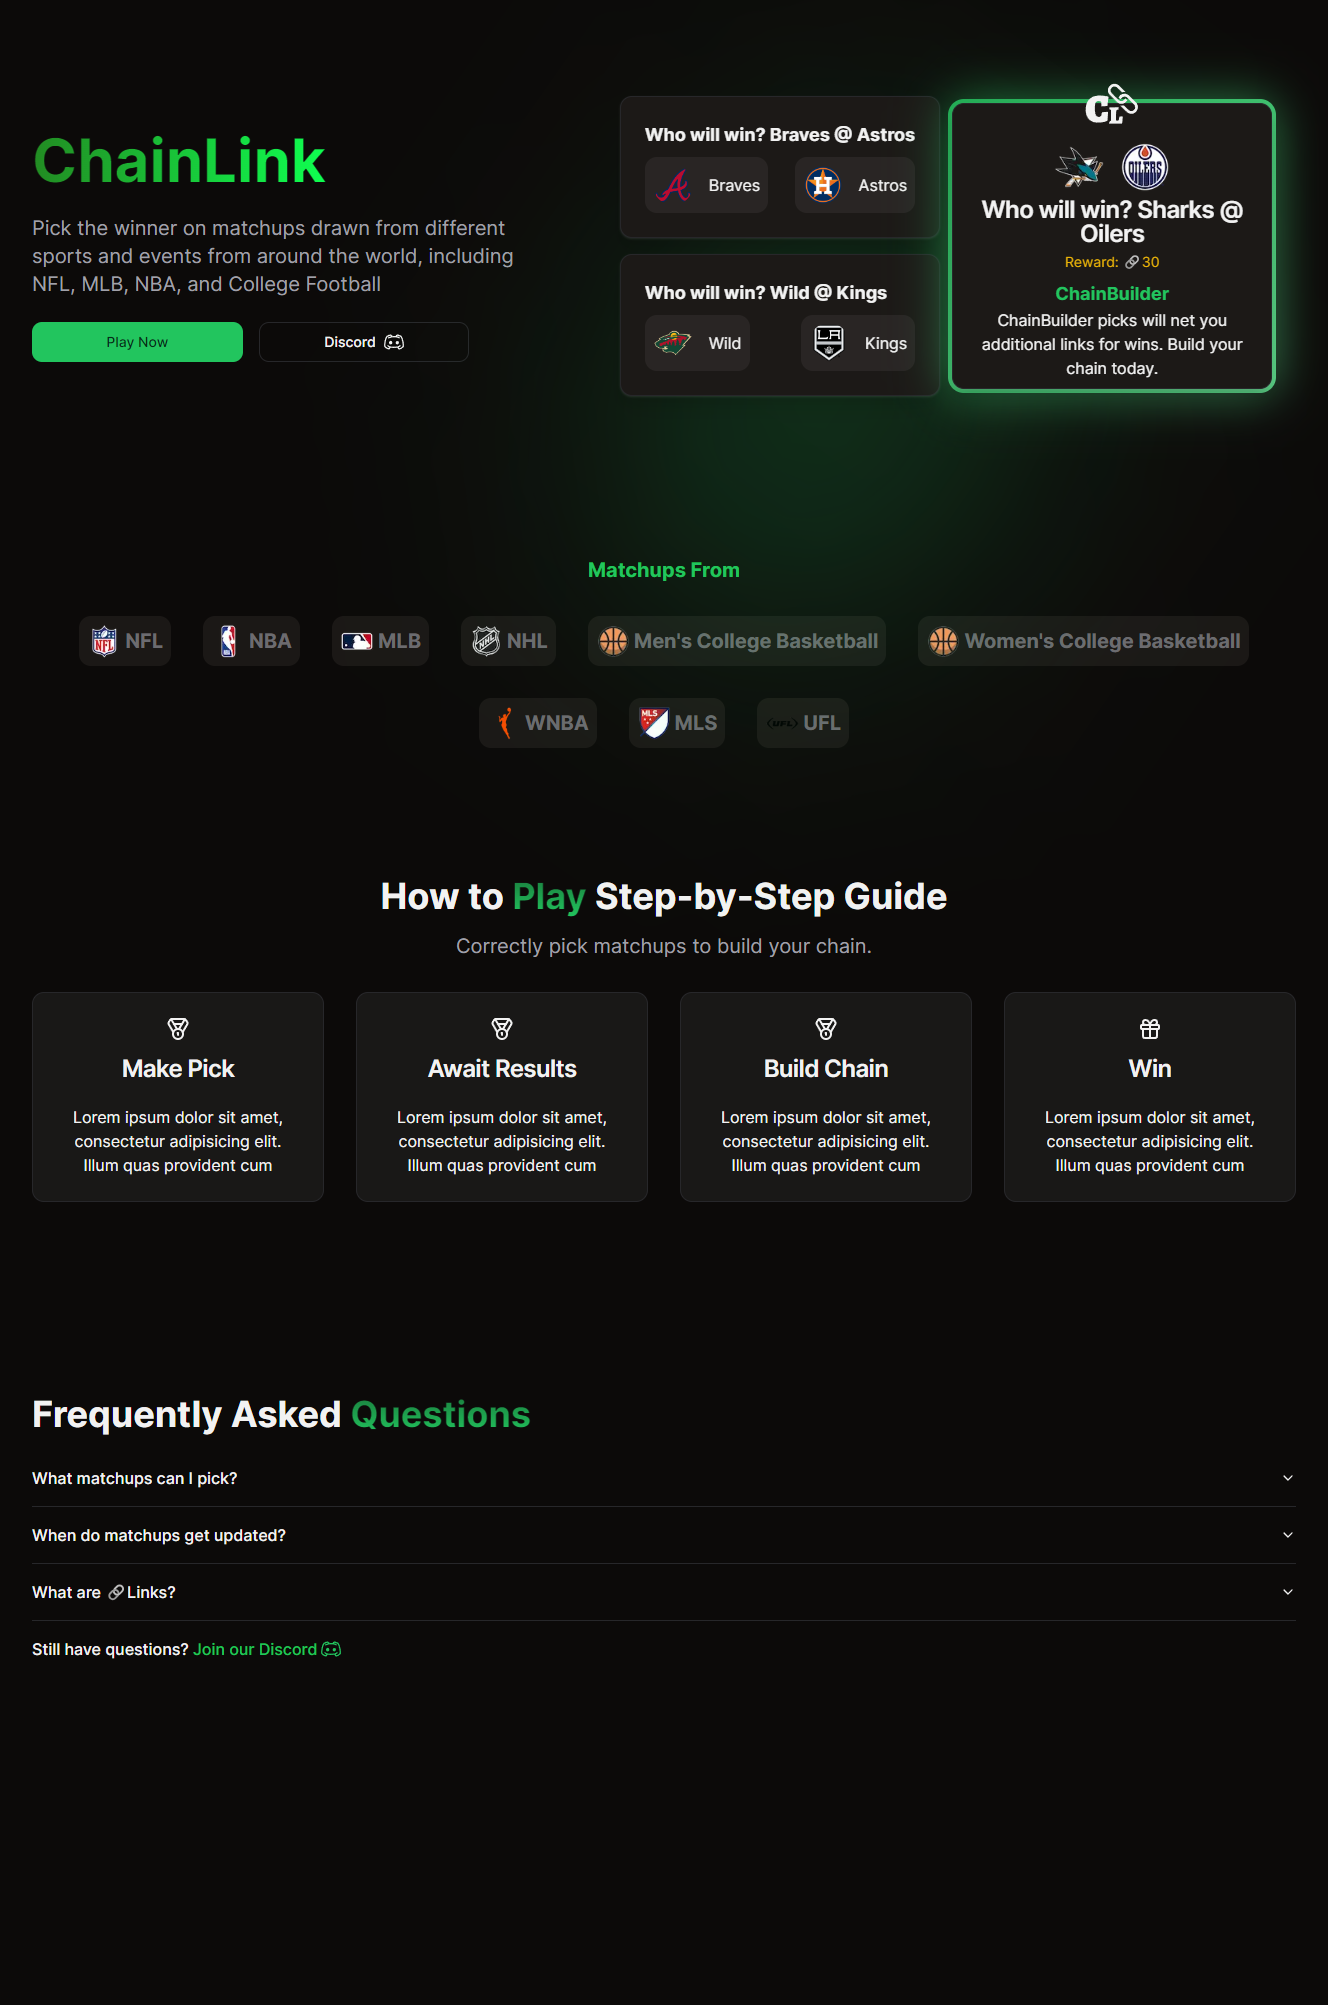 ChainLink
Pick the winner on matchups drawn from different
sports and events from around the world, including
NFL, MLB, NBA, and College Football
Play Now
Discord
Who will win? Braves @ Astros
Braves
Astros
Who will win? Wild @ Kings
Wild
LA
Kings
CL
OILERS
Who will win? Sharks @
Oilers
Reward: 🔗30
ChainBuilder
ChainBuilder picks will net you
additional links for wins. Build your
chain today.
Matchups From
NFL NFL
NBA
MLB
NHL NHL
Men's College Basketball
Women's College Basketball
WNBA
MLS MLS
UFL UFL
How to Play Step-by-Step Guide
Correctly pick matchups to build your chain.
Make Pick
Lorem ipsum dolor sit amet,
consectetur adipisicing elit.
Illum quas provident cum
Await Results
Lorem ipsum dolor sit amet,
consectetur adipisicing elit.
Illum quas provident cum
Build Chain
Lorem ipsum dolor sit amet,
consectetur adipisicing elit.
Illum quas provident cum
Win
Lorem ipsum dolor sit amet,
consectetur adipisicing elit.
Illum quas provident cum
Frequently Asked Questions
What matchups can I pick?
When do matchups get updated?
What are 🔗Links?
Still have questions? Join our Discord